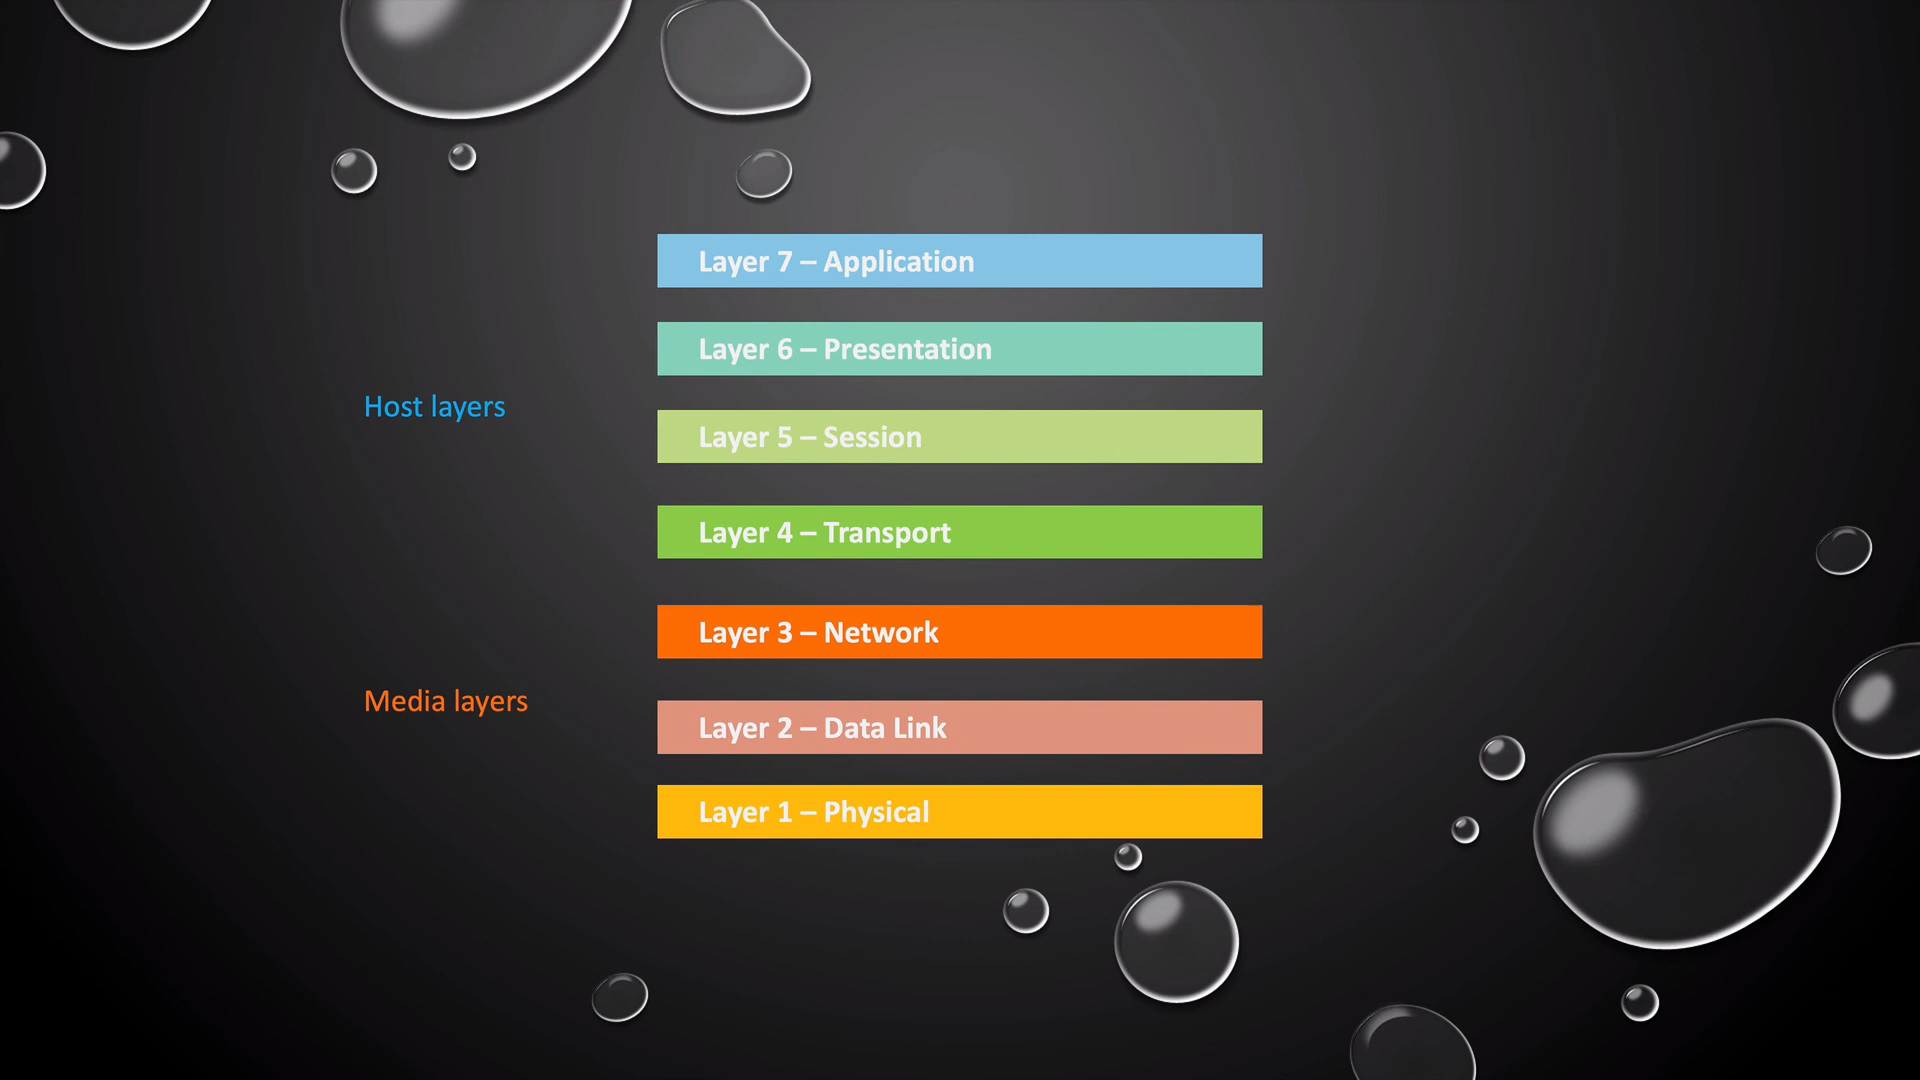 Layer 7 – Application
Layer 6 – Presentation
Host layers
Layer 5 – Session
Layer 4 – Transport
Layer 3 – Network
Media layers
Layer 2 – Data Link
Layer 1 – Physical